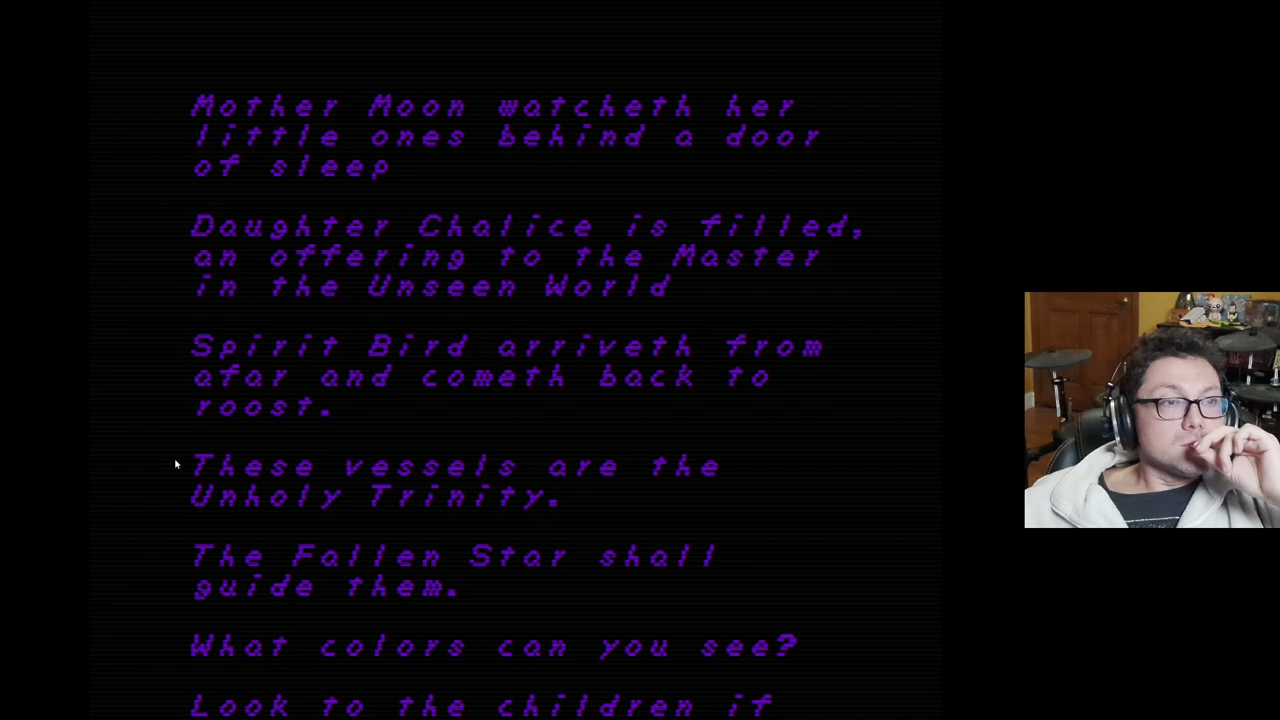 Mother Moon watcheth her
little ones behind a door
of sleep
Daughter Chalice is filled,
an offering to the Master
in the Unseen World
Spirit Bird arriveth from
afar and cometh back to
roost.
These vessels are the
Unholy Trinity.
The Fallen Star shall
guide them.
What colors can you see?
Look to the children if